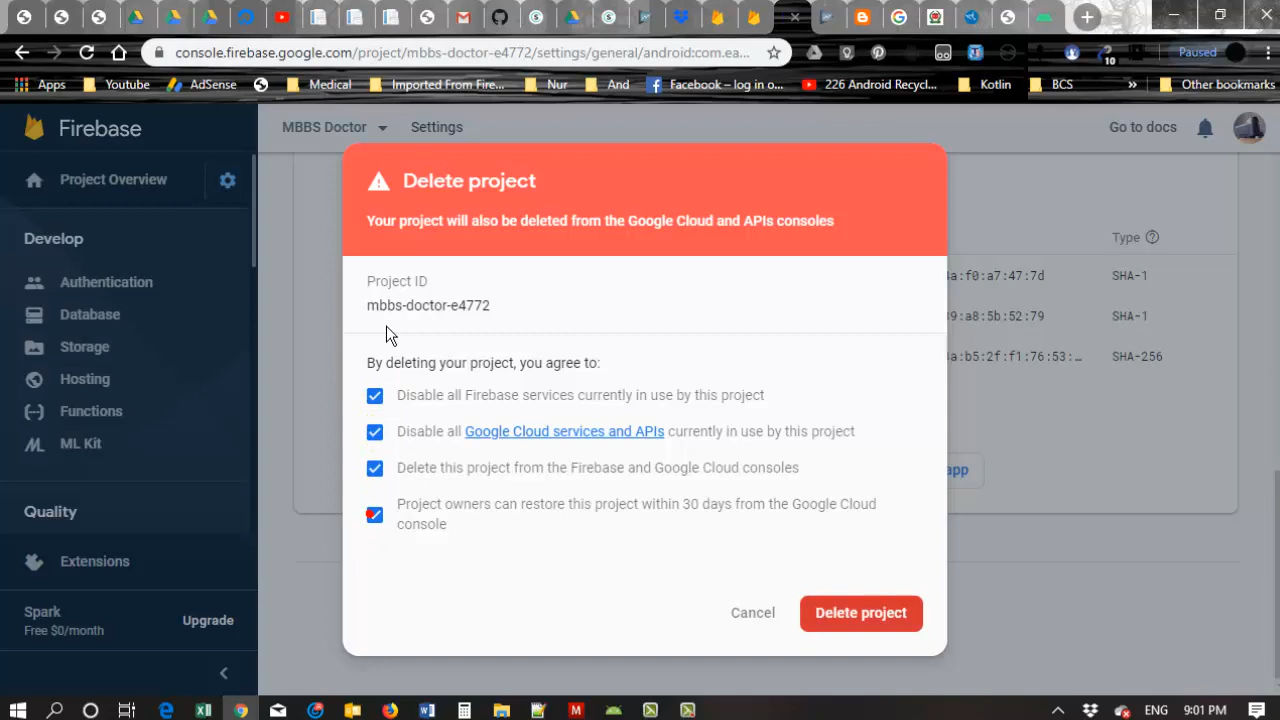 console.firebase.google.com/project/mbbs-doctor-e4772/settings/general/android:com.ea...
10
Paused
Apps
Youtube
AdSense
Medical
Imported From Fire...
Nur
And
Facebook – log in o...
226 Android Recycl...
Kotlin
BCS
»
Other bookmarks
Firebase
MBBS Doctor
Settings
Go to docs
Project Overview
Develop
Authentication
Database
Storage
Hosting
Functions
ML Kit
Quality
Extensions
Spark
Free $0/month
Upgrade
Delete project
Your project will also be deleted from the Google Cloud and APIs consoles
Project ID
mbbs-doctor-e4772
By deleting your project, you agree to:
Disable all Firebase services currently in use by this project
Disable all Google Cloud services and APIs currently in use by this project
Delete this project from the Firebase and Google Cloud consoles
Project owners can restore this project within 30 days from the Google Cloud
console
Cancel
Delete project
Type
a:f0:a7:47:7d
SHA-1
a8:5b:52:79
SHA-1
a:b5:2f:f1:76:53:...
SHA-256
app
ENG
9:01 PM